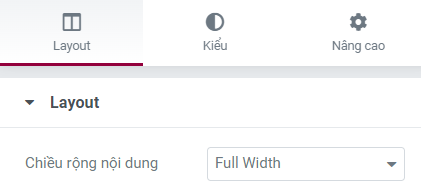 Layout Kiểu Nâng cao
Layout
Chiều rộng nội dung Full Width